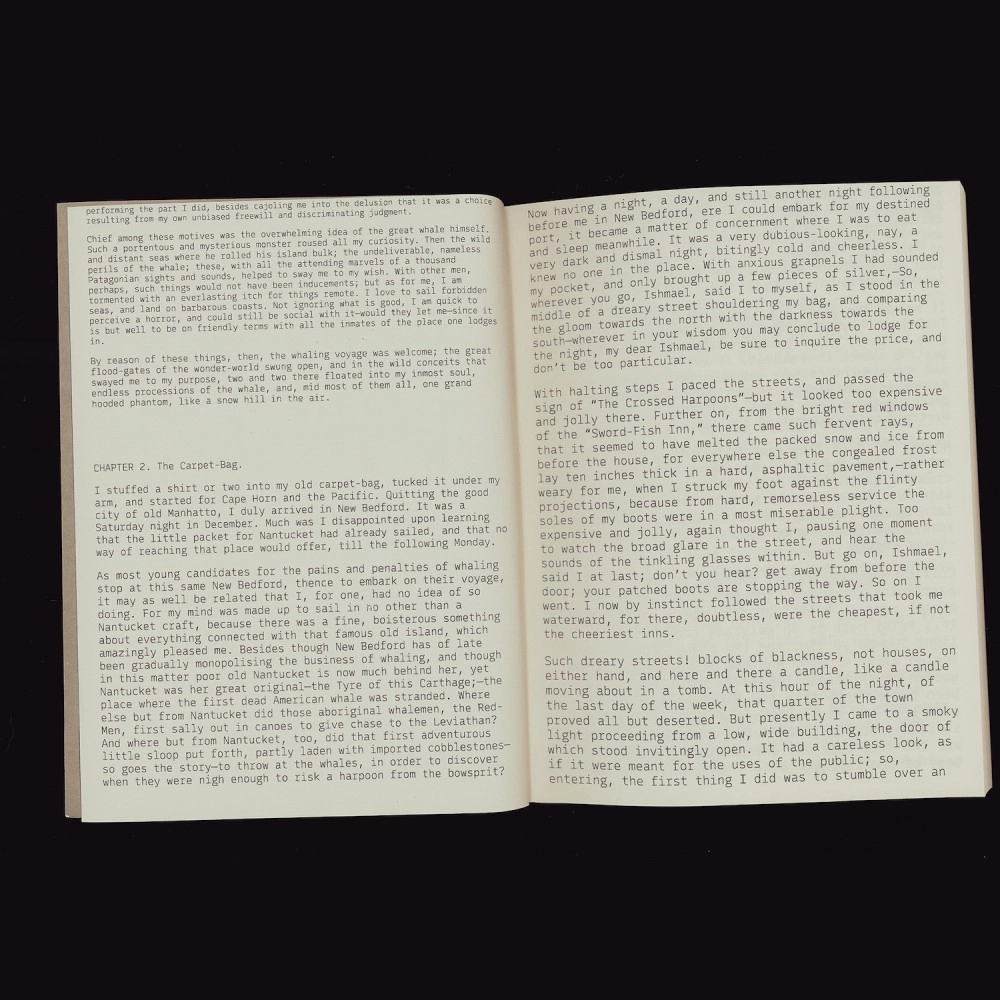 performing the part I did, besides cajoling me into the delusion that it was a choice
resulting from my own unbiased freewill and discriminating judgment.
Chief among these motives was the overwhelming idea of the great whale himself.
Such a portentous and mysterious monster roused all my curiosity. Then the wild
and distant seas where he rolled his island bulk; the undeliverable, nameless
perils of the whale; these, with all the attending marvels of a thousand
Patagonian sights and sounds, helped to sway me to my wish. With other men,
perhaps, such things would not have been inducements; but as for me, I am
tormented with an everlasting itch for things remote. I love to sail forbidden
seas, and land on barbarous coasts. Not ignoring what is good, I am quick to
perceive a horror, and could still be social with it—would they let me—since it
is but well to be on friendly terms with all the inmates of the place one lodges
in.
By reason of these things, then, the whaling voyage was welcome; the great
flood-gates of the wonder-world swung open, and in the wild conceits that
swayed me to my purpose, two and two there floated into my inmost soul,
endless processions of the whale, and, mid most of them all, one grand
hooded phantom, like a snow hill in the air.
CHAPTER 2. The Carpet-Bag.
I stuffed a shirt or two into my old carpet-bag, tucked it under my
arm, and started for Cape Horn and the Pacific. Quitting the good
city of old Manhatto, I duly arrived in New Bedford. It was a
Saturday night in December. Much was I disappointed upon learning
that the little packet for Nantucket had already sailed, and that no
way of reaching that place would offer, till the following Monday.
As most young candidates for the pains and penalties of whaling
stop at this same New Bedford, thence to embark on their voyage,
it may as well be related that I, for one, had no idea of so
doing. For my mind was made up to sail in no other than a
Nantucket craft, because there was a fine, boisterous something
about everything connected with that famous old island, which
amazingly pleased me. Besides though New Bedford has of late
been gradually monopolising the business of whaling, and though
in this matter poor old Nantucket is now much behind her, yet
Nantucket was her great original—the Tyre of this Carthage;—the
place where the first dead American whale was stranded. Where
else but from Nantucket did those aboriginal whalemen, the Red-
Men, first sally out in canoes to give chase to the Leviathan?
And where but from Nantucket, too, did that first adventurous
little sloop put forth, partly laden with imported cobblestones—
so goes the story—to throw at the whales, in order to discover
when they were nigh enough to risk a harpoon from the bowsprit?
Now having a night, a day, and still another night following
before me in New Bedford, ere I could embark for my destined
port, it became a matter of concernment where I was to eat
and sleep meanwhile. It was a very dubious-looking, nay, a
very dark and dismal night, bitingly cold and cheerless. I
knew no one in the place. With anxious grapnels I had sounded
my pocket, and only brought up a few pieces of silver,—So,
wherever you go, Ishmael, said I to myself, as I stood in the
middle of a dreary street shouldering my bag, and comparing
the gloom towards the north with the darkness towards the
south—wherever in your wisdom you may conclude to lodge for
the night, my dear Ishmael, be sure to inquire the price, and
don’t be too particular.
With halting steps I paced the streets, and passed the
sign of “The Crossed Harpoons”—but it looked too expensive
and jolly there. Further on, from the bright red windows
of the “Sword-Fish Inn,” there came such fervent rays,
that it seemed to have melted the packed snow and ice from
before the house, for everywhere else the congealed frost
lay ten inches thick in a hard, asphaltic pavement,—rather
weary for me, when I struck my foot against the flinty
projections, because from hard, remorseless service the
soles of my boots were in a most miserable plight. Too
expensive and jolly, again thought I, pausing one moment
to watch the broad glare in the street, and hear the
sounds of the tinkling glasses within. But go on, Ishmael,
said I at last; don’t you hear? get away from before the
door; your patched boots are stopping the way. So on I
went. I now by instinct followed the streets that took me
waterward, for there, doubtless, were the cheapest, if not
the cheeriest inns.
Such dreary streets! blocks of blackness, not houses, on
either hand, and here and there a candle, like a candle
moving about in a tomb. At this hour of the night, of
the last day of the week, that quarter of the town
proved all but deserted. But presently I came to a smoky
light proceeding from a low, wide building, the door of
which stood invitingly open. It had a careless look, as
if it were meant for the uses of the public; so,
entering, the first thing I did was to stumble over an